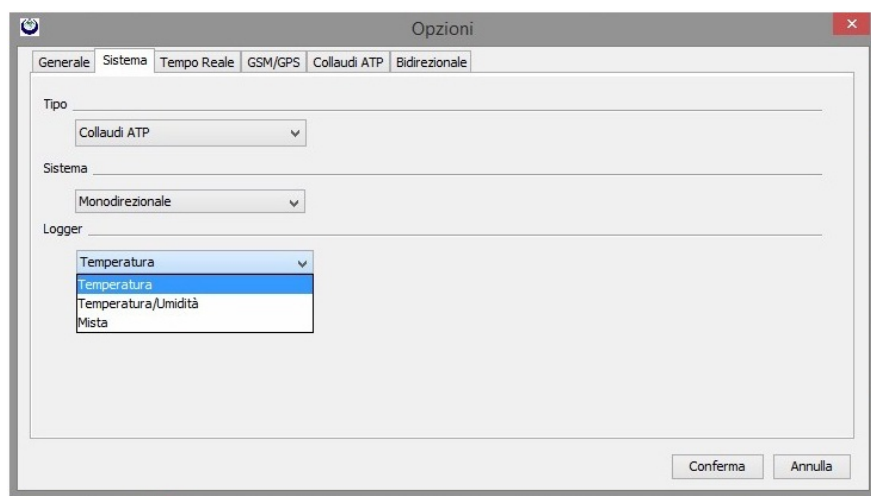 Opzioni
Generale Sistema Tempo Reale GSM/GPS Collaudi ATP Bidirezionale
Tipo
Collaudi ATP
Sistema
Monodirezionale
Logger
Temperatura
Temperatura
Temperatura/Umidità
Mista
Conferma Annulla